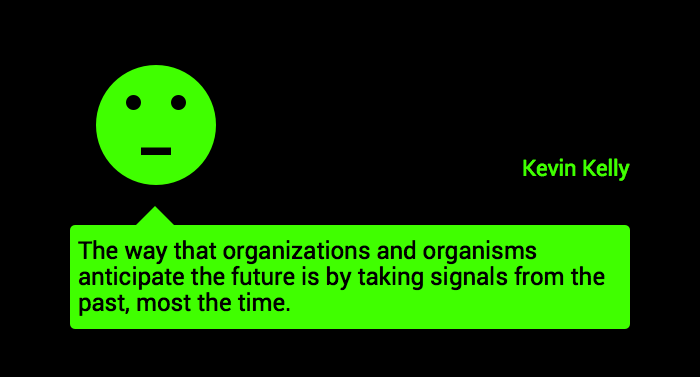 Kevin Kelly
The way that organizations and organisms
anticipate the future is by taking signals from the
past, most the time.